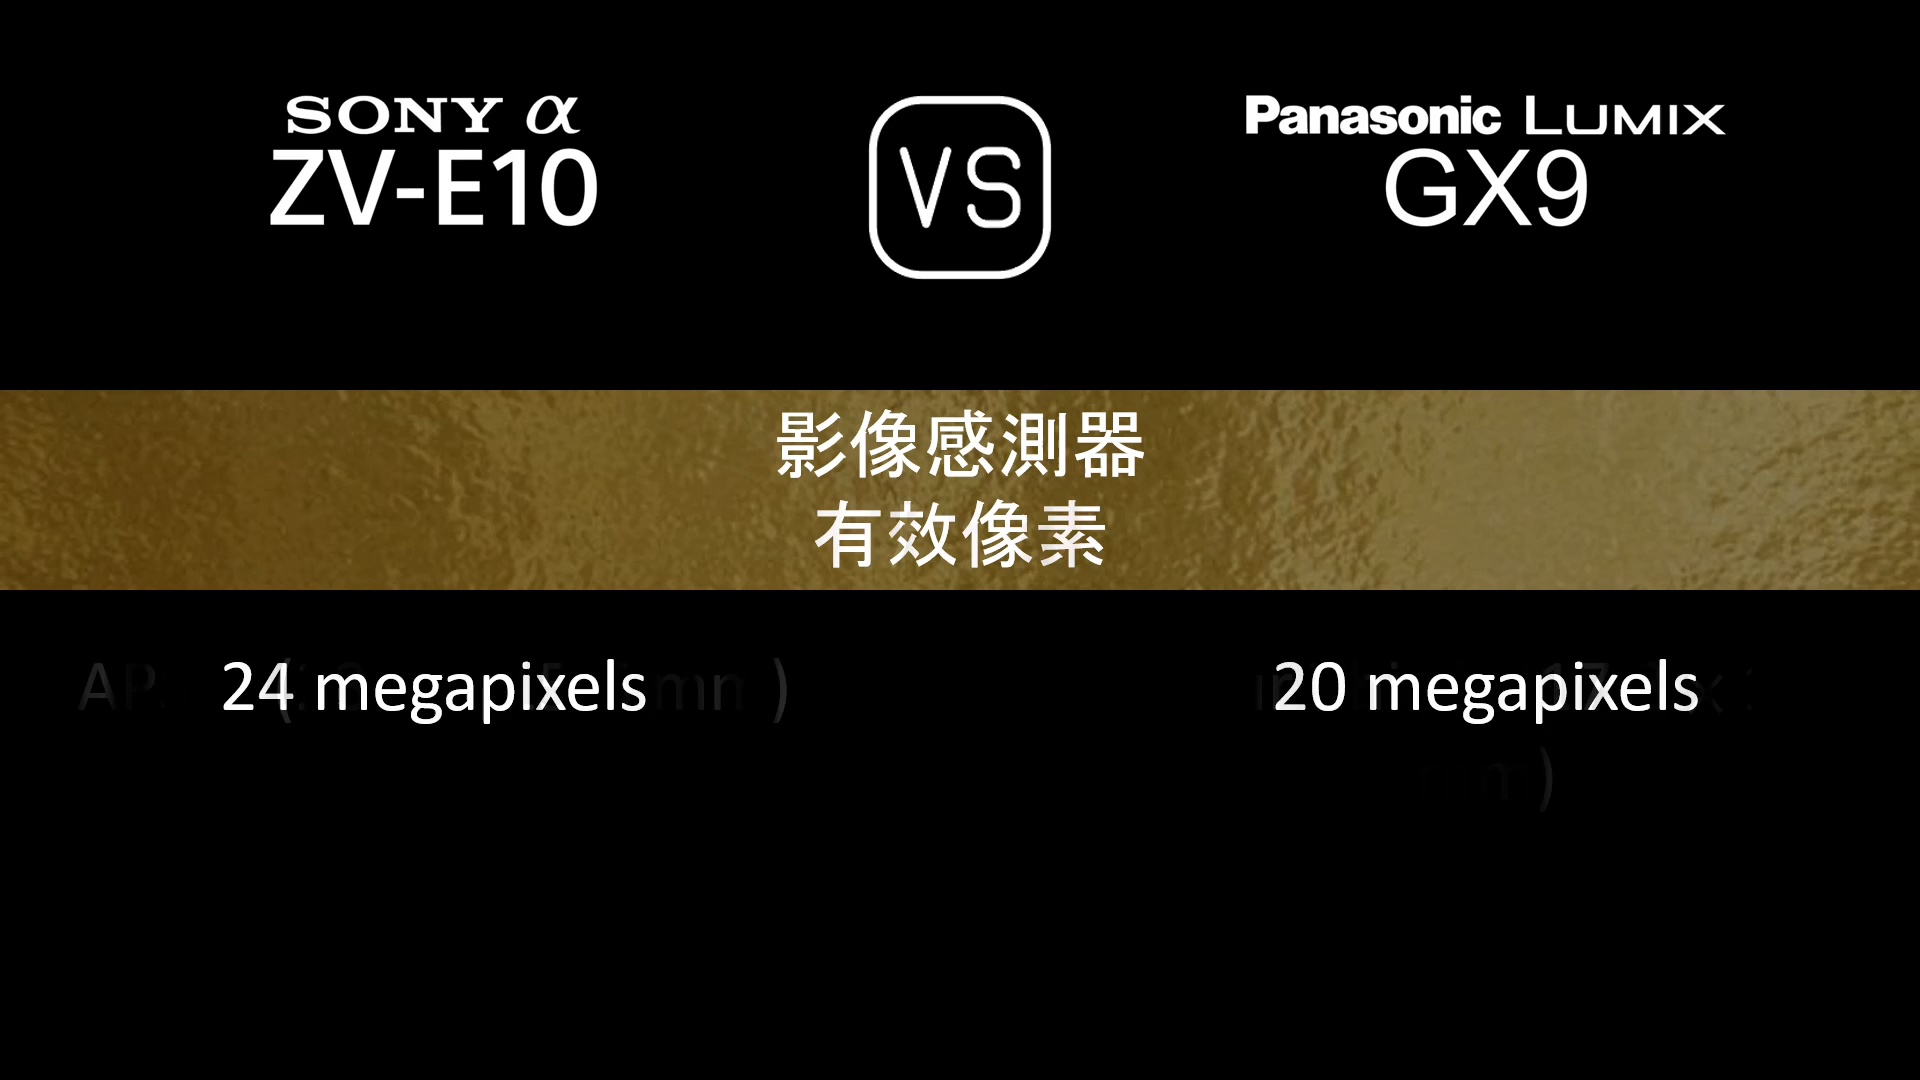 SONY α
ZV-E10
VS
Panasonic LUMIX
GX9
影像感測器
有效像素
24 megapixels
20 megapixels